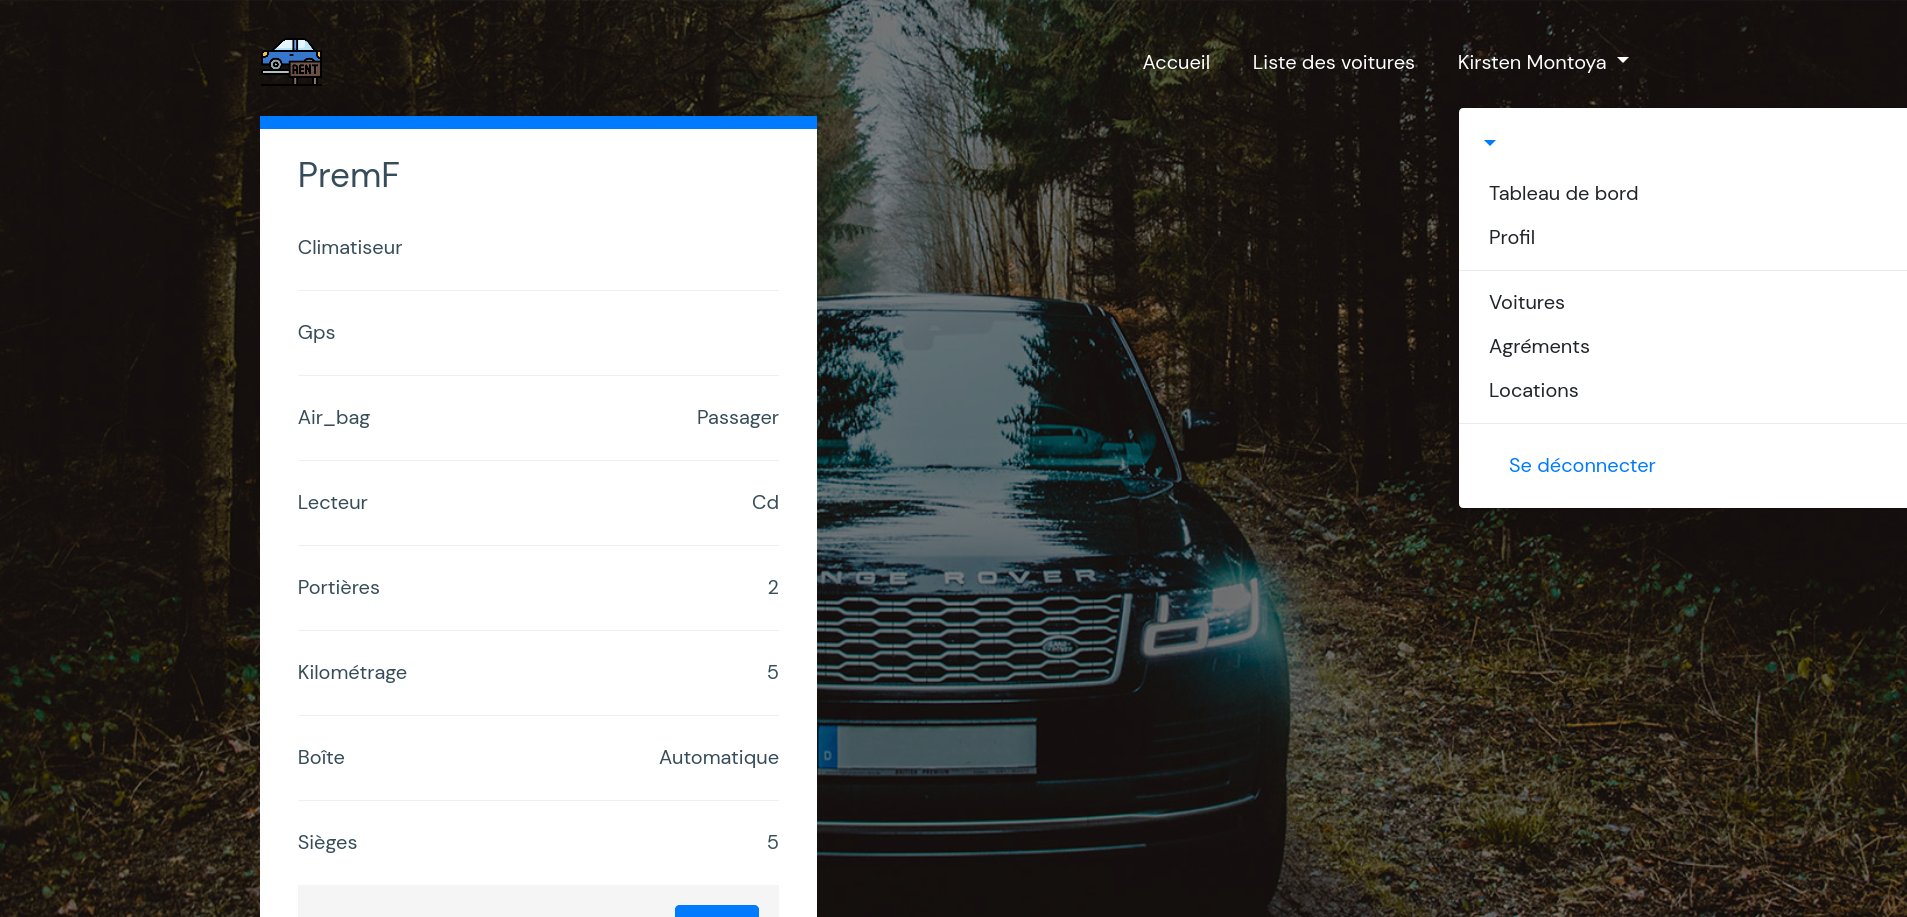 RENT
Accueil Liste des voitures Kirsten Montoya
PremF
Climatiseur
Gps
Air_bag Passager
Lecteur Cd
Portières 2
Kilométrage 5
Boîte Automatique
Sièges 5
Tableau de bord
Profil
Voitures
Agréments
Locations
Se déconnecter
NGE ROVER
D